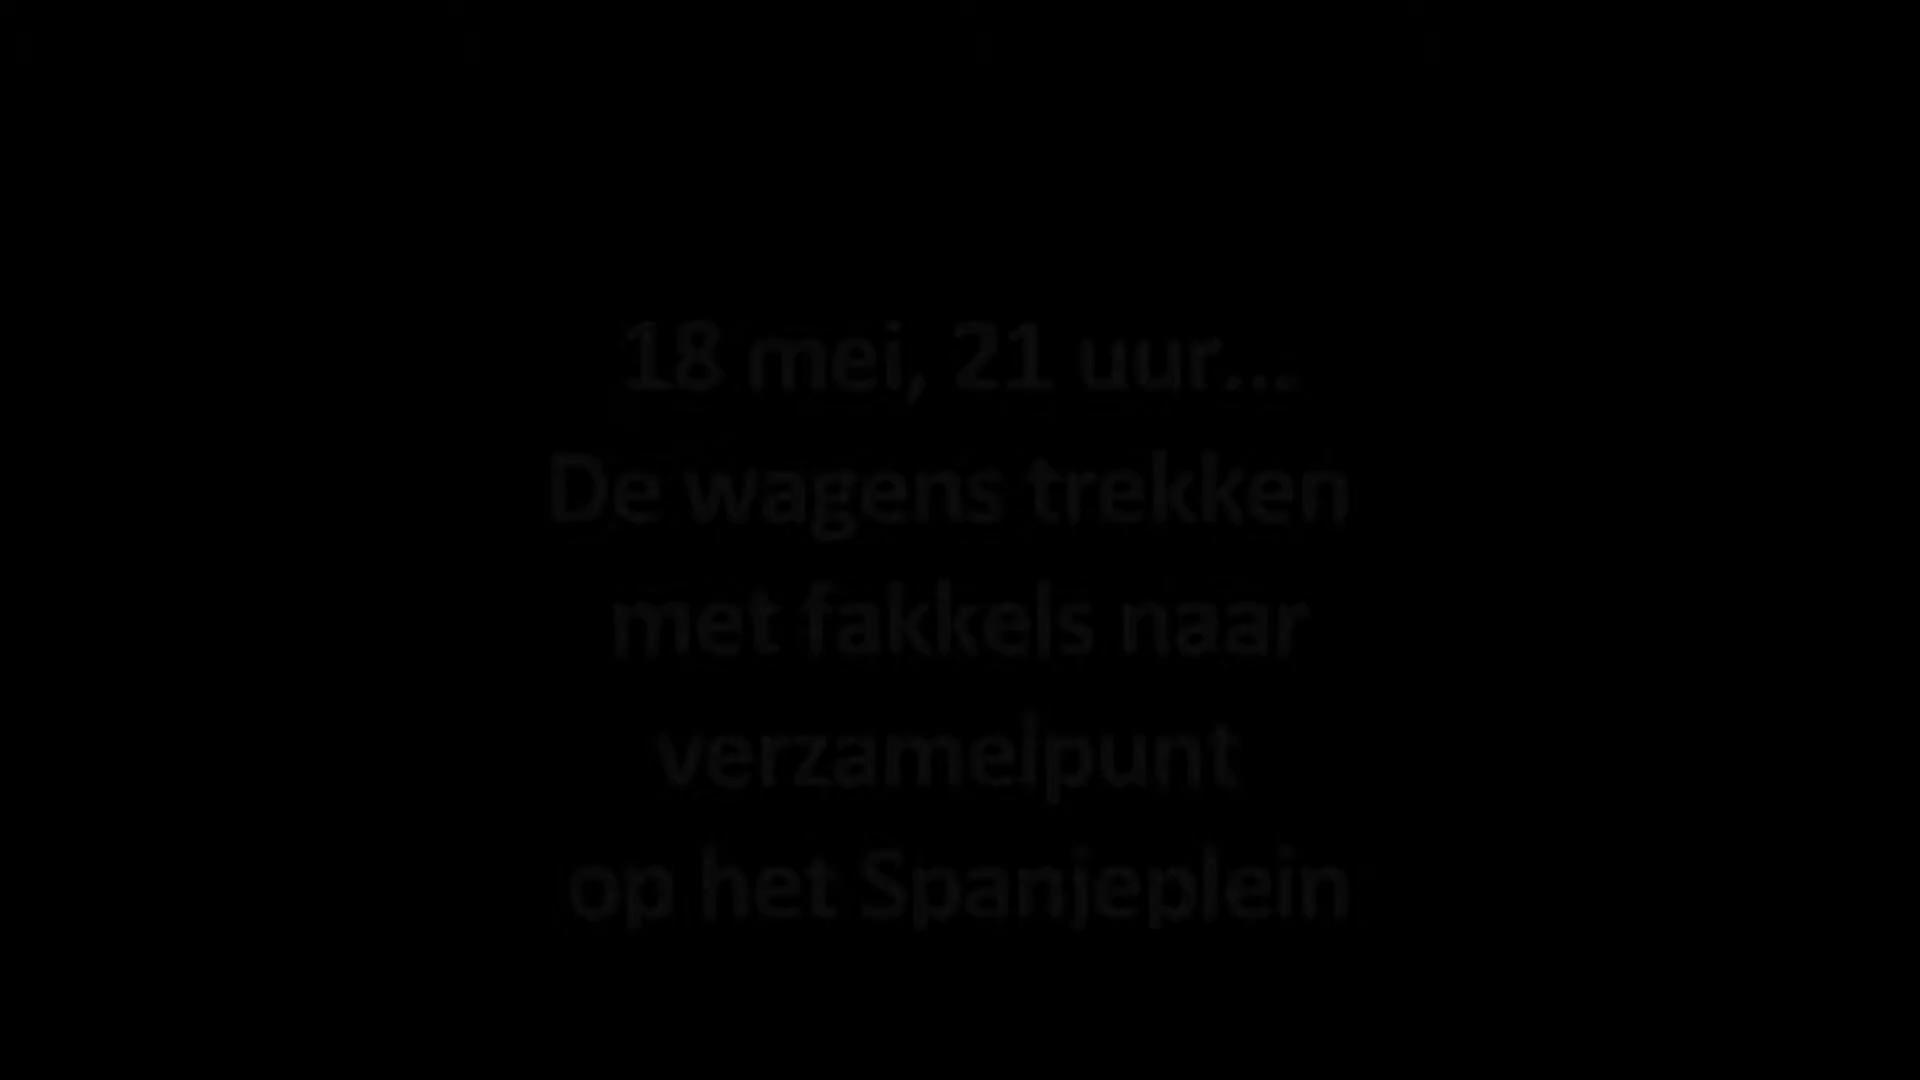 18 mei, 21 uur...
De wagens trekken
met fakkels naar
verzamelpunt
op het Spanjeplein